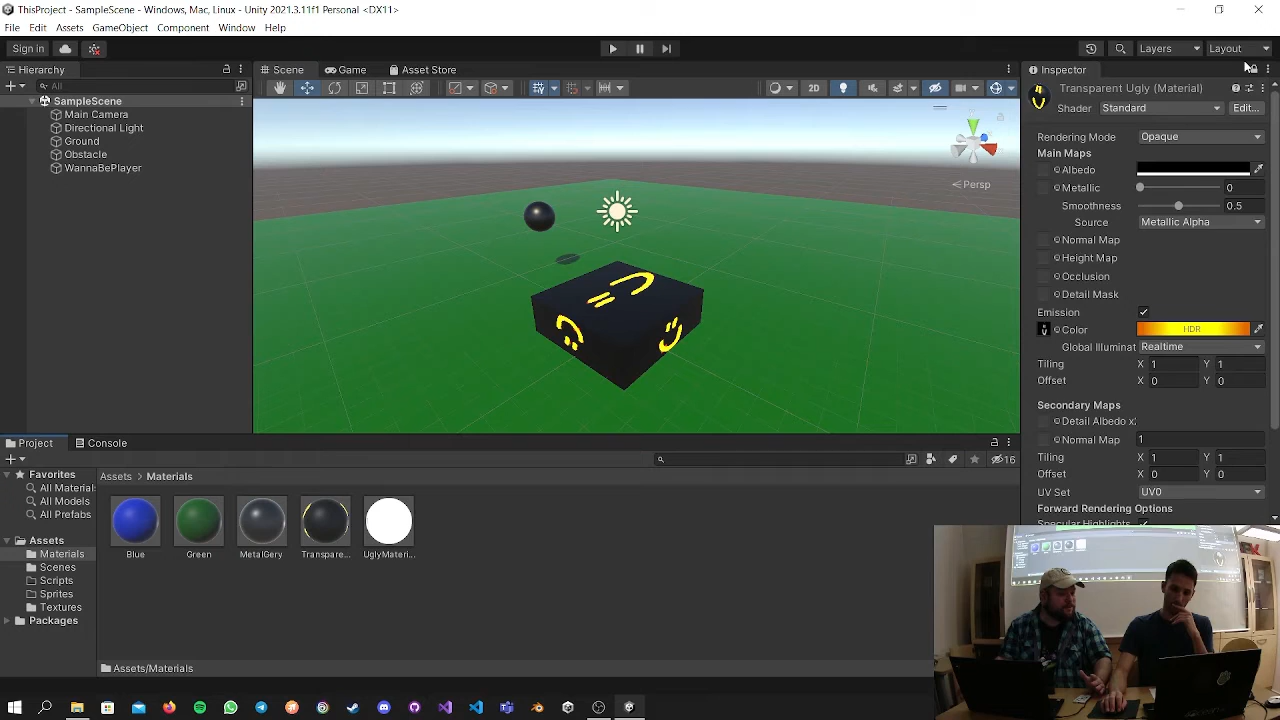 ThisProject - SampleScene - Windows, Mac, Linux - Unity 2021.3.11f1 Personal <DX11>
File Edit Assets GameObject Component Window Help
Sign in Layers Layout
Hierarchy Scene Game Asset Store Inspector
All 2D Transparent Ugly (Material)
SampleScene Shader Standard Edit...
Main Camera
Directional Light Rendering Mode Opaque
Ground Main Maps
Obstacle Albedo
WannaBePlayer Metallic 0
Persp Smoothness 0.5
Source Metallic Alpha
Normal Map
Height Map
Occlusion
Detail Mask
Emission
Color HDR
Global Illuminat Realtime
Tiling X 1 Y 1
Offset X 0 Y 0
Secondary Maps
Detail Albedo x
Normal Map 1
Tiling X 1 Y 1
Offset X 0 Y 0
UV Set UV0
Forward Rendering Options
Specular Highlights
Project Console
16
Favorites Assets > Materials
All Material
All Models
All Prefabs
Assets
Materials Blue Green MetalGery Transpare... UglyMateri...
Scenes
Scripts
Sprites
Textures
Packages
Assets/Materials